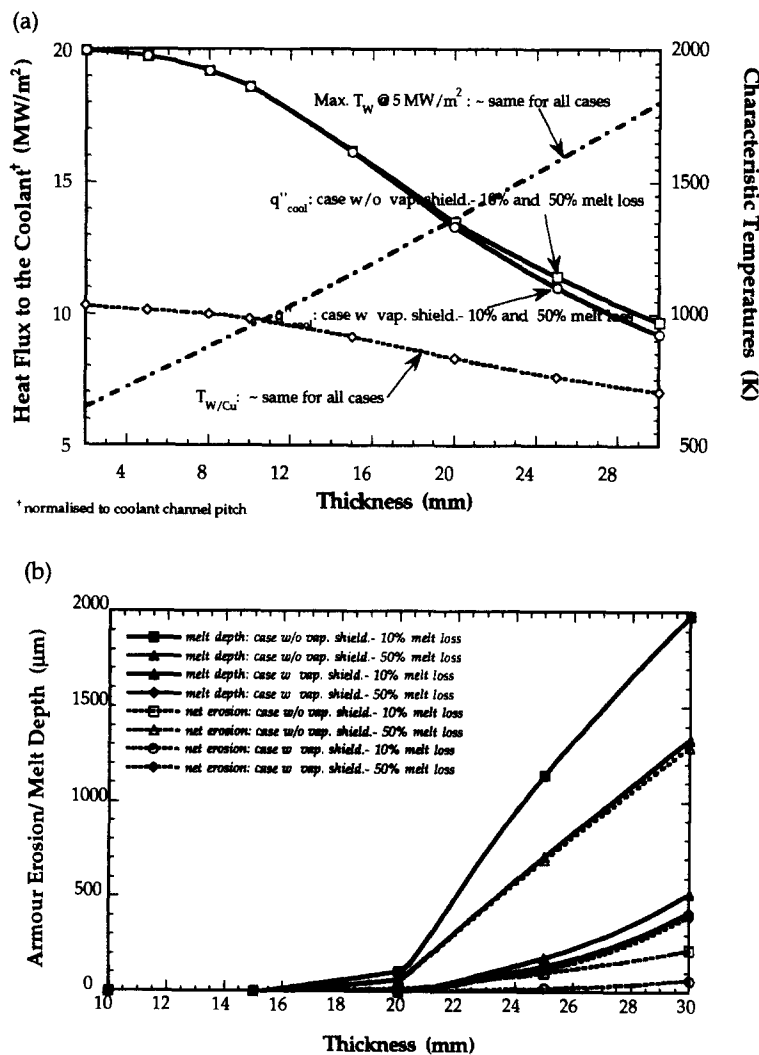 (a)
Heat Flux to the Coolant† (MW/m²)
20
15
10
5
2000
1500
1000
500
Characteristic Temperatures (K)
Max. T_W @ 5 MW/m² : ~ same for all cases
q"cool: case w/o vap. shield.- 10% and 50% melt loss
: case w vap. shield.- 10% and 50% melt loss
T_W/Cu : ~ same for all cases
4 8 12 16 20 24 28
Thickness (mm)
† normalised to coolant channel pitch
(b)
Armour Erosion/Melt Depth (µm)
2000
1500
1000
500
0
melt depth: case w/o vap. shield.- 10% melt loss
melt depth: case w/o vap. shield.- 50% melt loss
melt depth: case w vap. shield.- 10% melt loss
melt depth: case w vap. shield.- 50% melt loss
net erosion: case w/o vap. shield.- 10% melt loss
net erosion: case w/o vap. shield.- 50% melt loss
net erosion: case w vap. shield.- 10% melt loss
net erosion: case w vap. shield.- 50% melt loss
10 12 14 16 18 20 22 24 26 28 30
Thickness (mm)